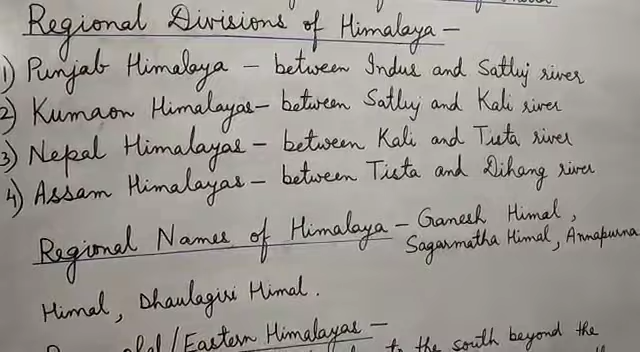 Regional Divisions of Himalaya –
1) Punjab Himalaya – between Indus and Satluj river
2) Kumaon Himalayas – between Satluj and Kali river
3) Nepal Himalayas – between Kali and Tista river
4) Assam Himalayas – between Tista and Dihang river
Regional Names of Himalaya – Ganesh Himal,
Sagarmatha Himal, Annapurna
Himal, Dhaulagiri Himal.
/Eastern Himalayas –
to the south beyond the